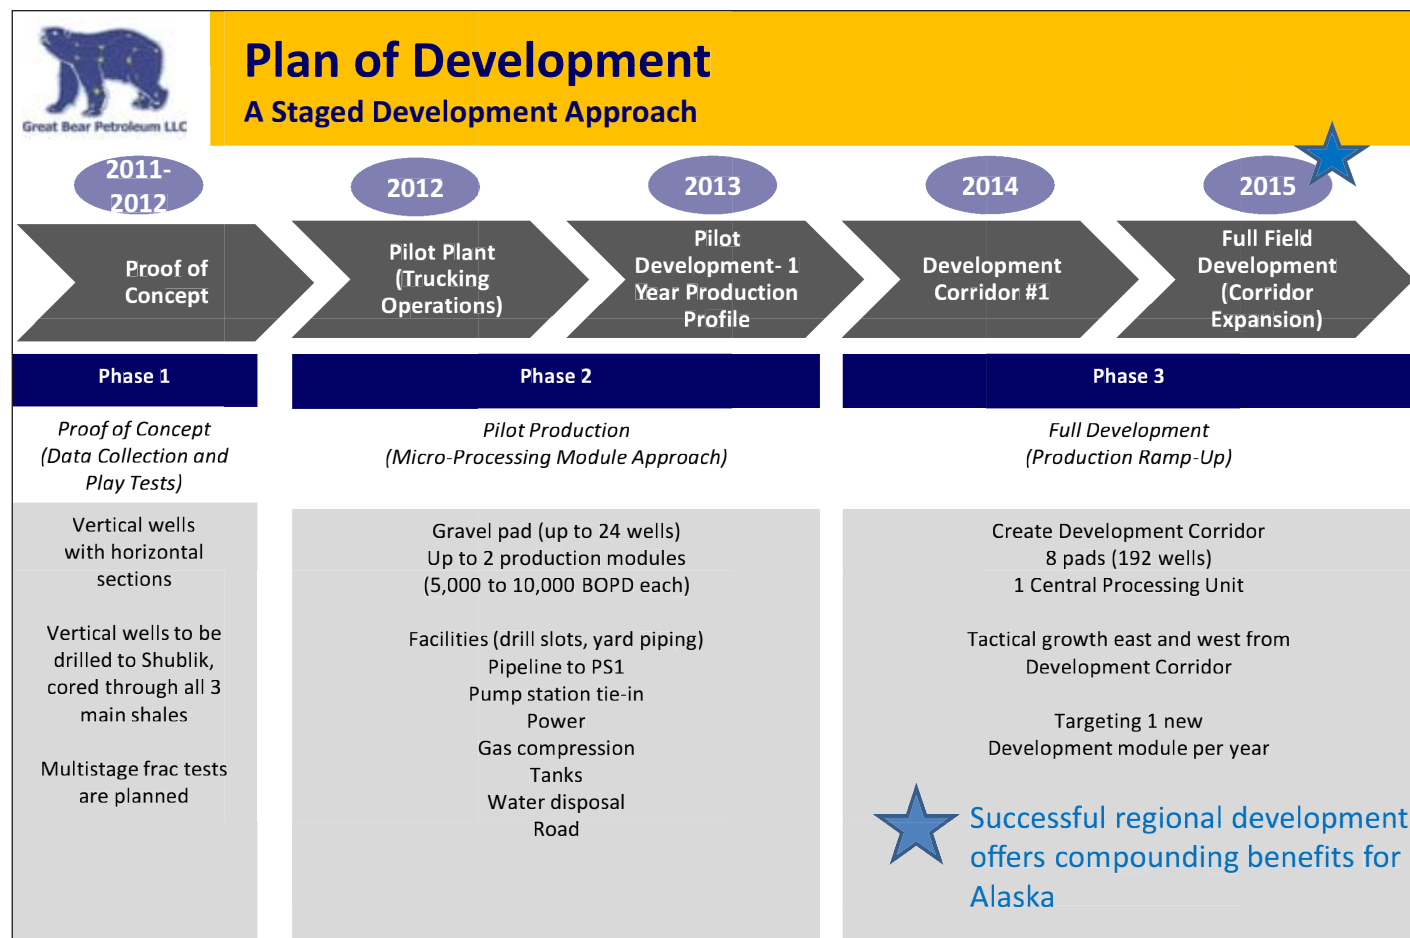 Great Bear Petroleum LLC
Plan of Development
A Staged Development Approach
2011-
2012
2012
2013
2014
2015
Proof of
Concept
Pilot Plant
(Trucking
Operations)
Pilot
Development- 1
Year Production
Profile
Development
Corridor #1
Full Field
Development
(Corridor
Expansion)
Phase 1
Phase 2
Phase 3
Proof of Concept
(Data Collection and
Play Tests)
Pilot Production
(Micro-Processing Module Approach)
Full Development
(Production Ramp-Up)
Vertical wells
with horizontal
sections
Vertical wells to be
drilled to Shublik,
cored through all 3
main shales
Multistage frac tests
are planned
Gravel pad (up to 24 wells)
Up to 2 production modules
(5,000 to 10,000 BOPD each)
Facilities (drill slots, yard piping)
Pipeline to PS1
Pump station tie-in
Power
Gas compression
Tanks
Water disposal
Road
Create Development Corridor
8 pads (192 wells)
1 Central Processing Unit
Tactical growth east and west from
Development Corridor
Targeting 1 new
Development module per year
Successful regional development
offers compounding benefits for
Alaska